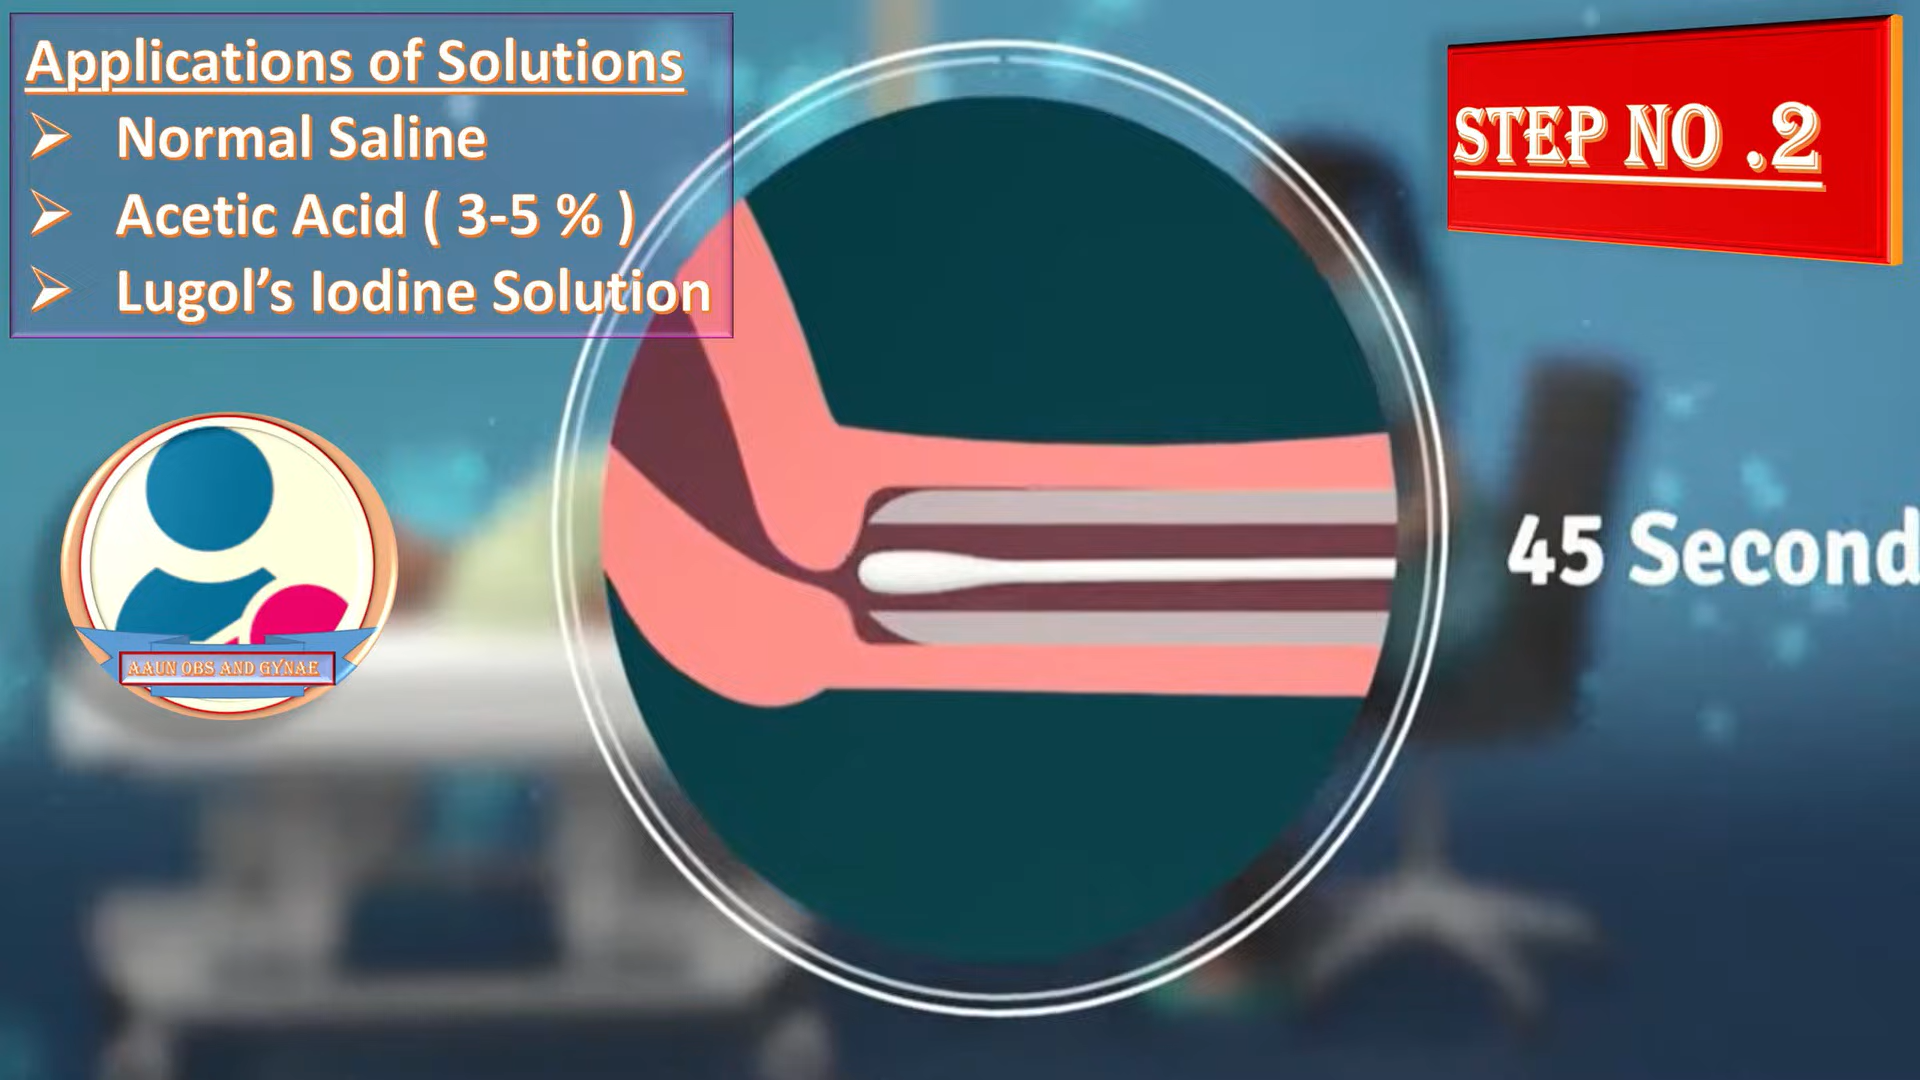 Applications of Solutions
Normal Saline
Acetic Acid ( 3-5 % )
Lugol's Iodine Solution
STEP NO .2
45 Second
AAUN OBS AND GYNAE